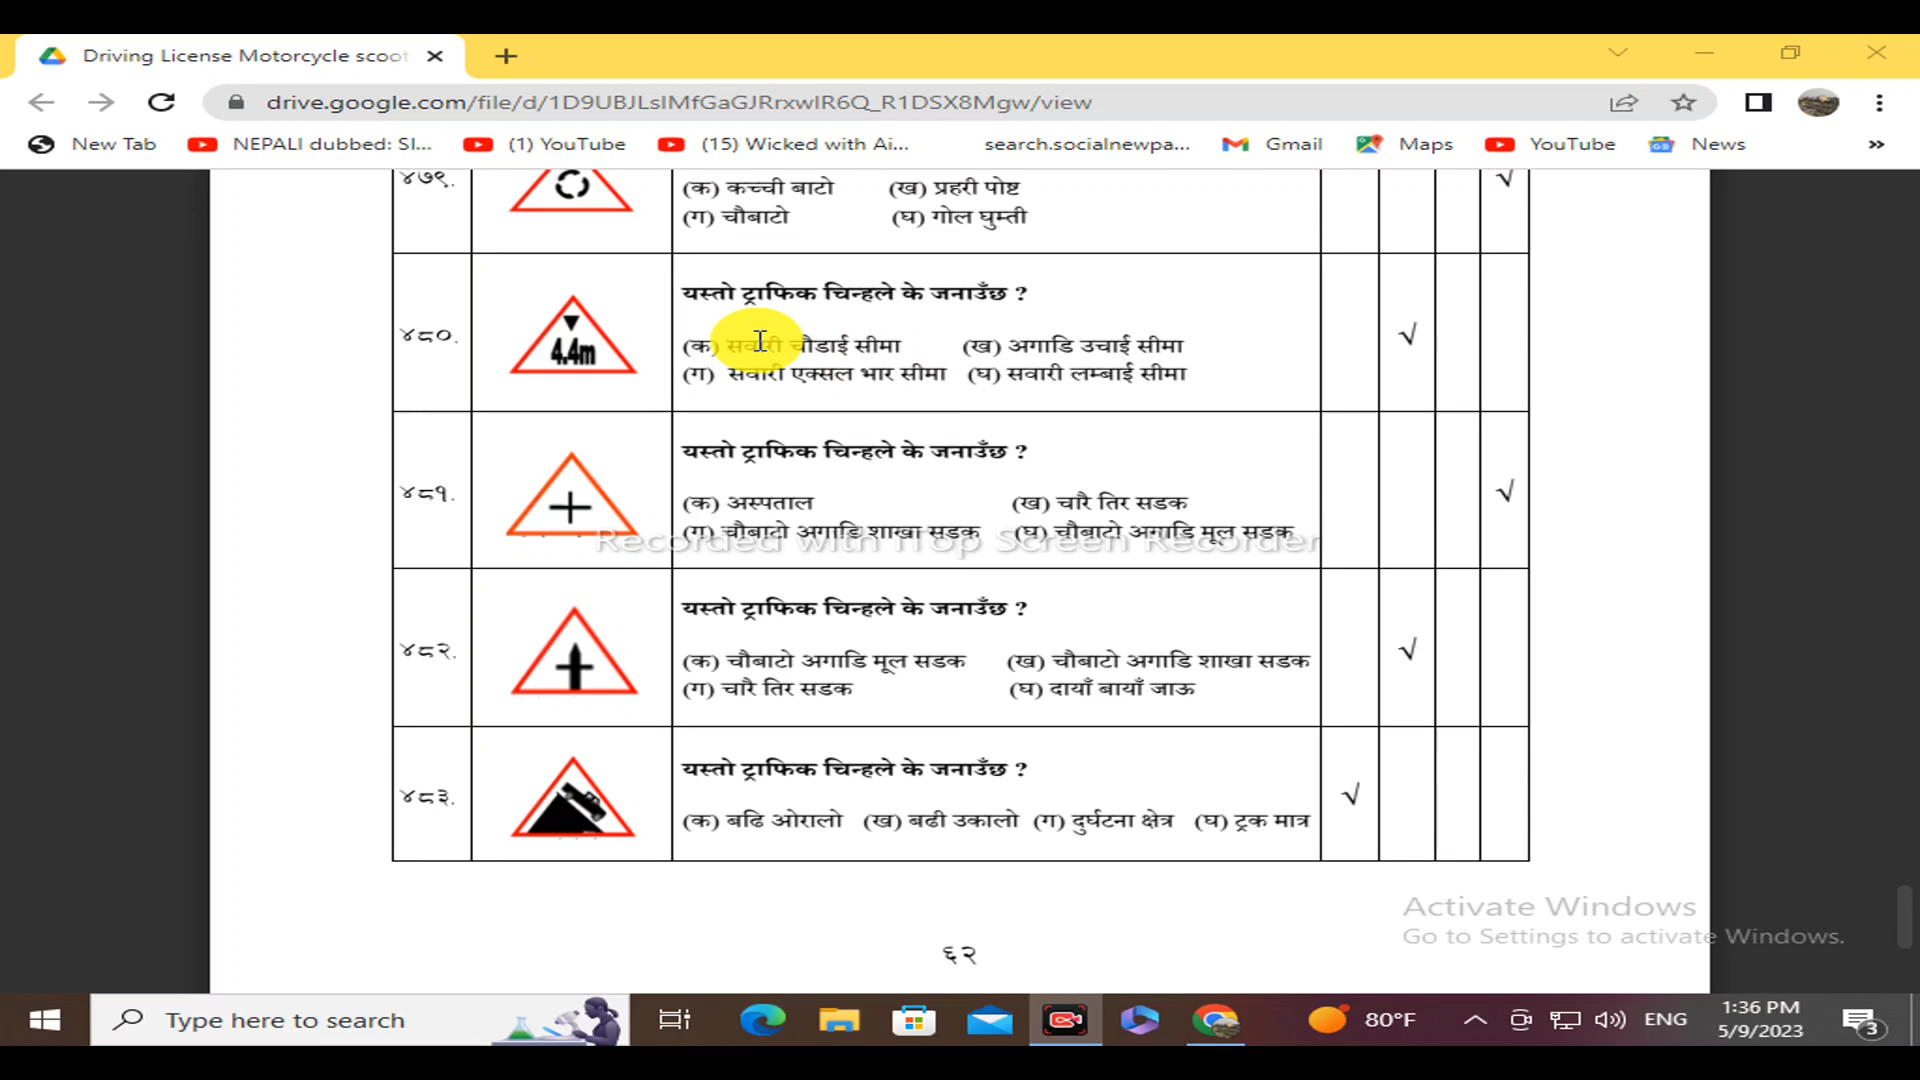 Driving License Motorcycle scoot
drive.google.com/file/d/1D9UBJLsIMfGaGJRrxwIR6Q_R1DSX8Mgw/view
New Tab NEPALI dubbed: SI... (1) YouTube (15) Wicked with Ai... search.socialnewpa... Gmail Maps YouTube News »
४७९. (क) कच्ची बाटो (ख) प्रहरी पोष्ट √
(ग) चौबाटो (घ) गोल घुम्ती
यस्तो ट्राफिक चिन्हले के जनाउँछ ?
४८०. 4.4m (क) सवारी चौडाई सीमा (ख) अगाडि उचाई सीमा √
(ग) सवारी एक्सल भार सीमा (घ) सवारी लम्बाई सीमा
यस्तो ट्राफिक चिन्हले के जनाउँछ ?
४८१. (क) अस्पताल (ख) चारै तिर सडक √
(ग) चौबाटो अगाडि शाखा सडक (घ) चौबाटो अगाडि मूल सडक
Recorded with iTop Screen Recorder
यस्तो ट्राफिक चिन्हले के जनाउँछ ?
४८२. (क) चौबाटो अगाडि मूल सडक (ख) चौबाटो अगाडि शाखा सडक √
(ग) चारै तिर सडक (घ) दायाँ बायाँ जाऊ
यस्तो ट्राफिक चिन्हले के जनाउँछ ?
४८३. (क) बढि ओरालो (ख) बढी उकालो (ग) दुर्घटना क्षेत्र (घ) ट्रक मात्र √
६२
Activate Windows
Go to Settings to activate Windows.
Type here to search 80°F ENG 1:36 PM 3
5/9/2023